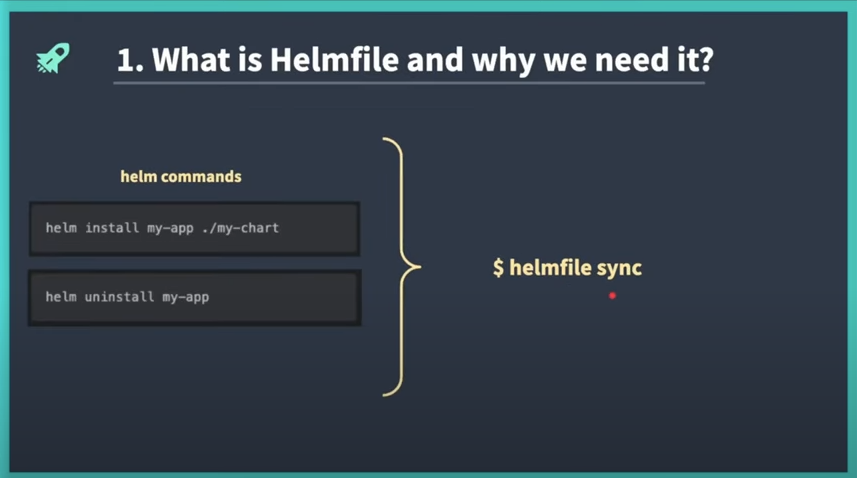 1. What is Helmfile and why we need it?
helm commands
helm install my-app ./my-chart
helm uninstall my-app
$ helmfile sync